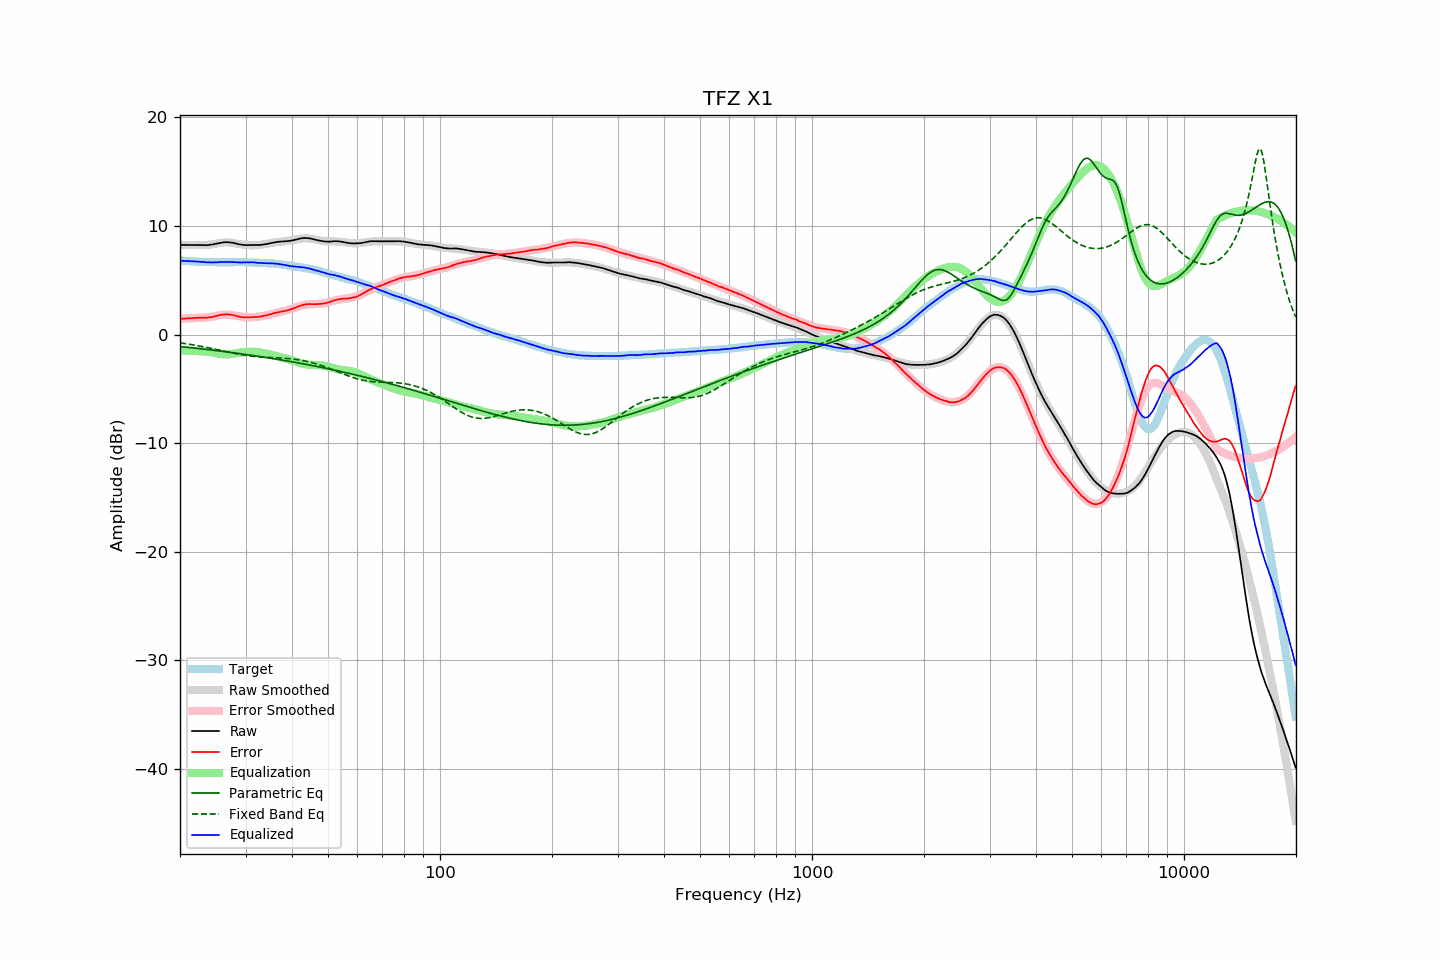 TFZ X1
20
10
0
−10
−20
−30
−40
Amplitude (dBr)
Target
Raw Smoothed
Error Smoothed
Raw
Error
Equalization
Parametric Eq
Fixed Band Eq
Equalized
100
1000
10000
Frequency (Hz)